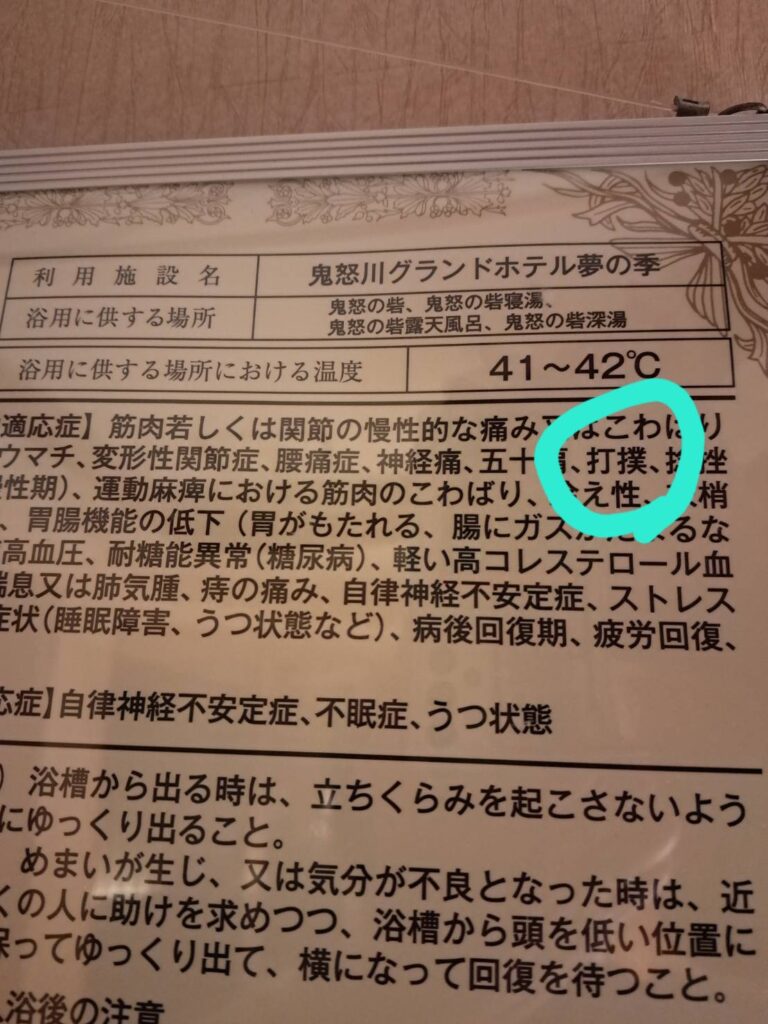 利用施設名 鬼怒川グランドホテル夢の季
浴用に供する場所 鬼怒の砦、鬼怒の砦寝湯、
鬼怒の砦露天風呂、鬼怒の砦深湯
浴用に供する場所における温度 41～42℃
適応症】筋肉若しくは関節の慢性的な痛み又はこわばり
ウマチ、変形性関節症、腰痛症、神経痛、五十肩、打撲、捻挫
性期）、運動麻痺における筋肉のこわばり、冷え性、末梢
、胃腸機能の低下（胃がもたれる、腸にガスがたまるな
高血圧、耐糖能異常（糖尿病）、軽い高コレステロール血
喘息又は肺気腫、痔の痛み、自律神経不安定症、ストレス
症状（睡眠障害、うつ状態など）、病後回復期、疲労回復、
応症】自律神経不安定症、不眠症、うつ状態
）浴槽から出る時は、立ちくらみを起こさないよう
にゆっくり出ること。
めまいが生じ、又は気分が不良となった時は、近
くの人に助けを求めつつ、浴槽から頭を低い位置に
保ってゆっくり出て、横になって回復を待つこと。
入浴後の注意